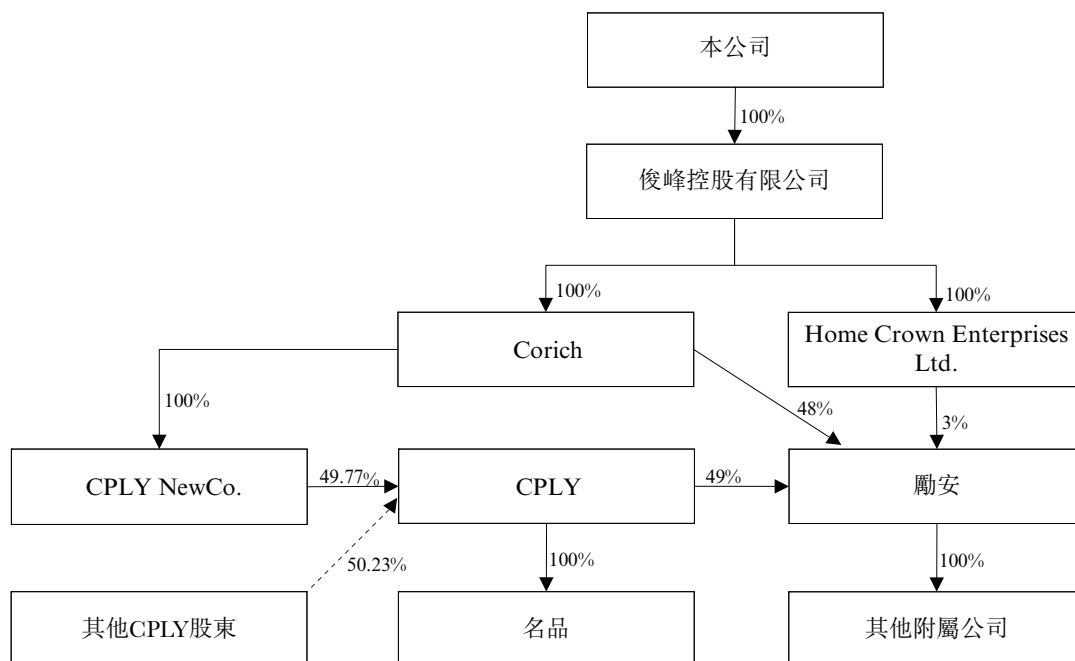 本公司
100%
俊峰控股有限公司
100%
100%
Corich
Home Crown Enterprises
Ltd.
100%
48%
3%
CPLY NewCo.
49.77%
CPLY
49%
勵安
50.23%
100%
100%
其他CPLY股東
名品
其他附屬公司